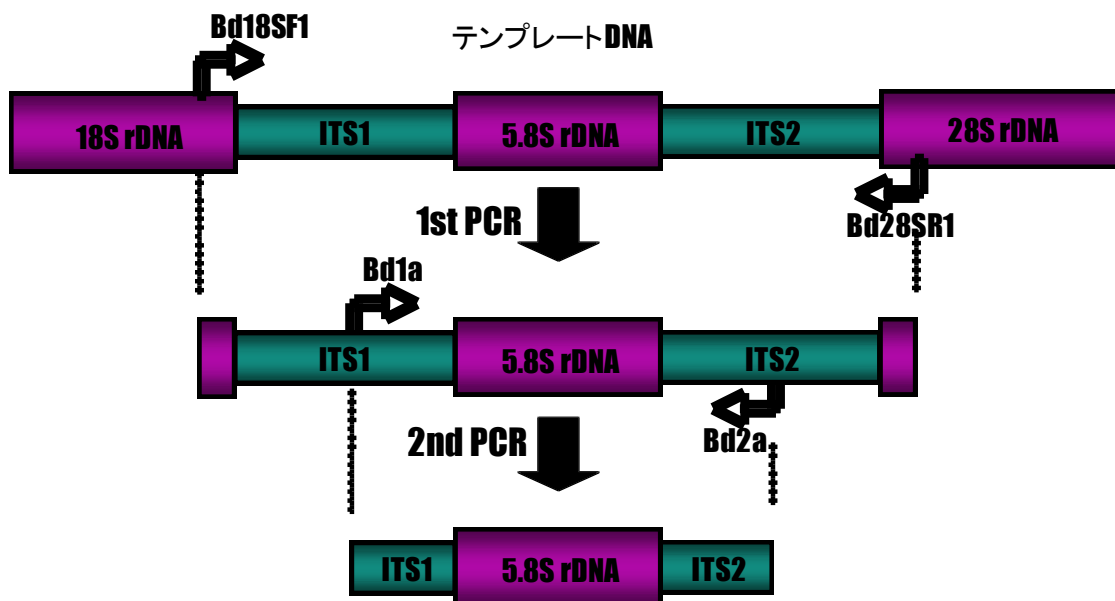 Bd18SF1
テンプレートDNA
18S rDNA
ITS1
5.8S rDNA
ITS2
28S rDNA
1st PCR
Bd28SR1
Bd1a
ITS1
5.8S rDNA
ITS2
2nd PCR
Bd2a
ITS1
5.8S rDNA
ITS2